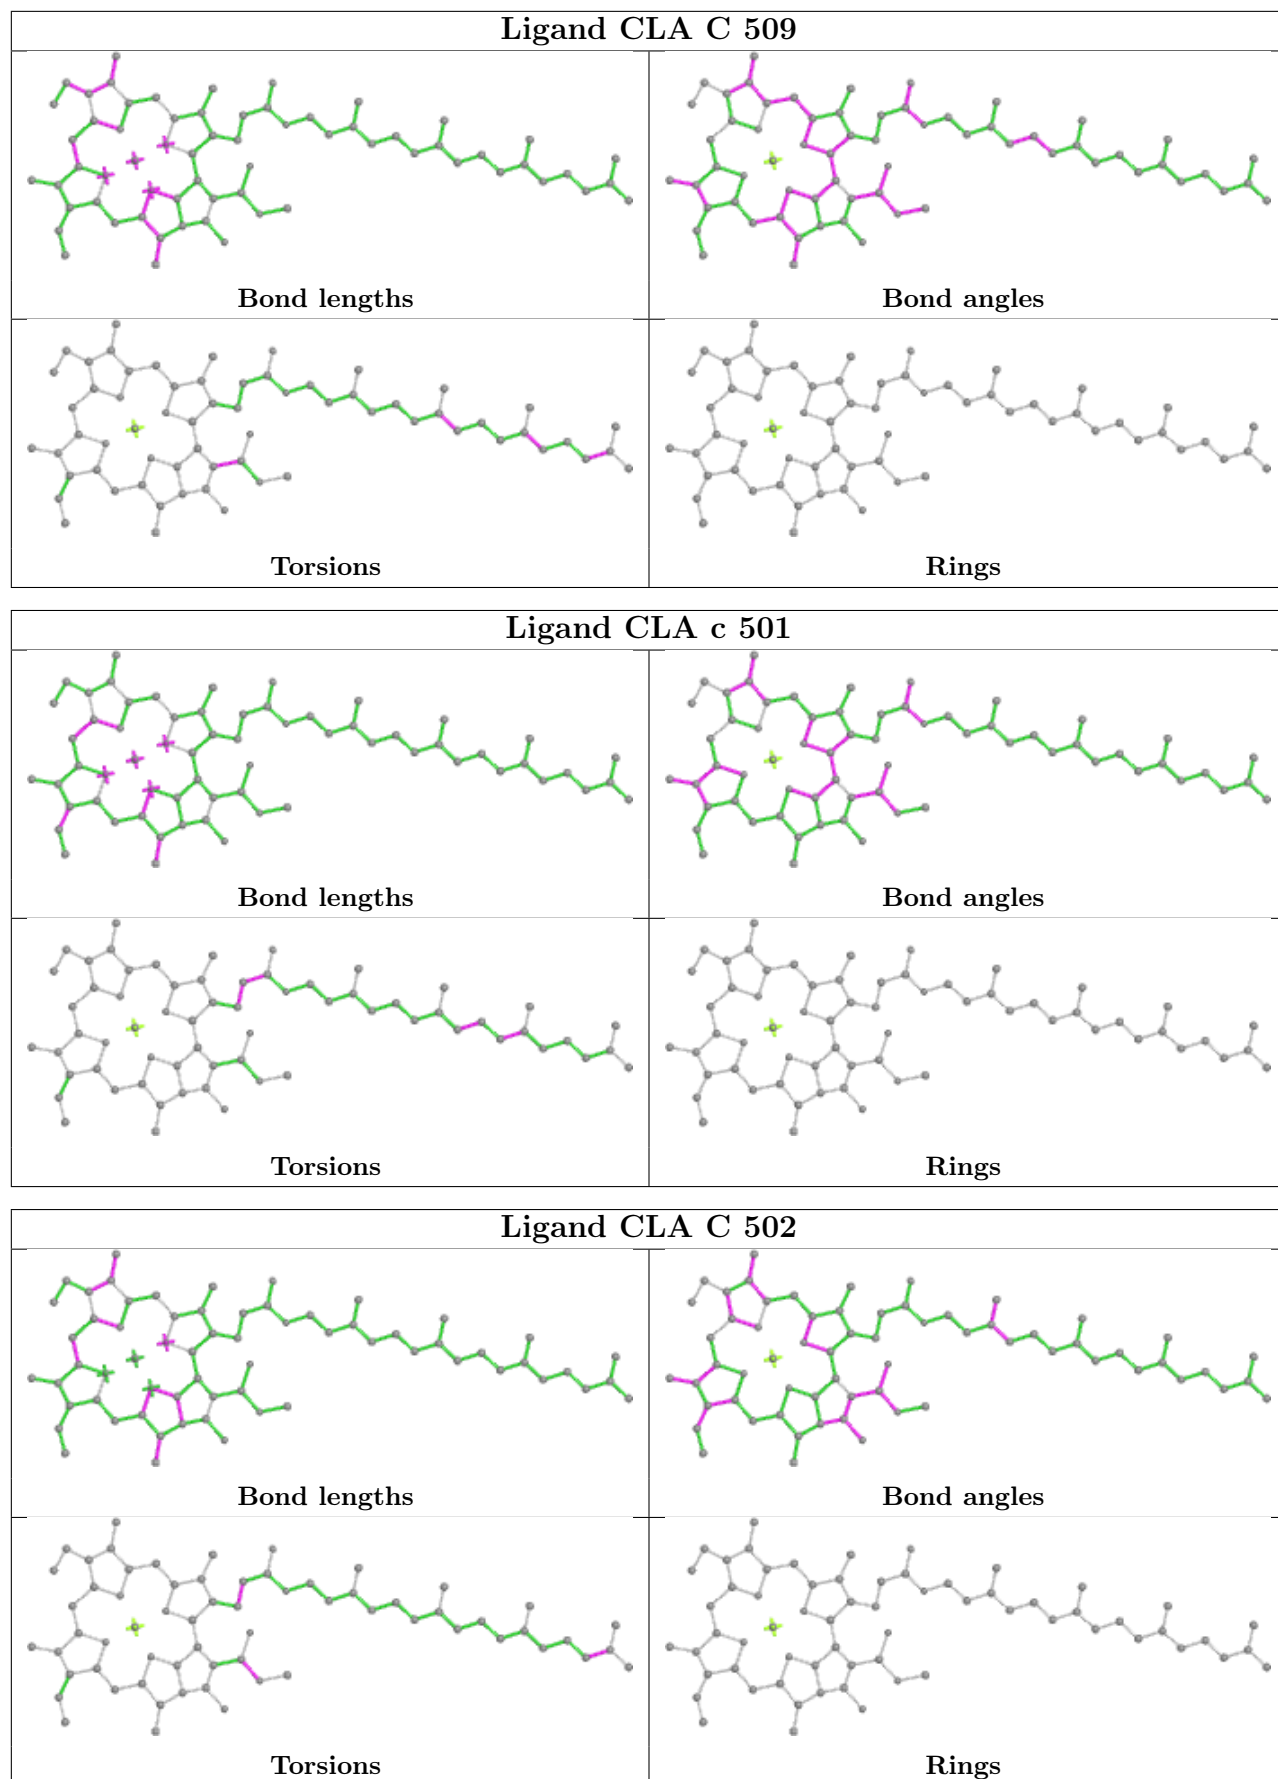 Ligand CLA C 509
Bond lengths
Bond angles
Torsions
Rings
Ligand CLA c 501
Bond lengths
Bond angles
Torsions
Rings
Ligand CLA C 502
Bond lengths
Bond angles
Torsions
Rings